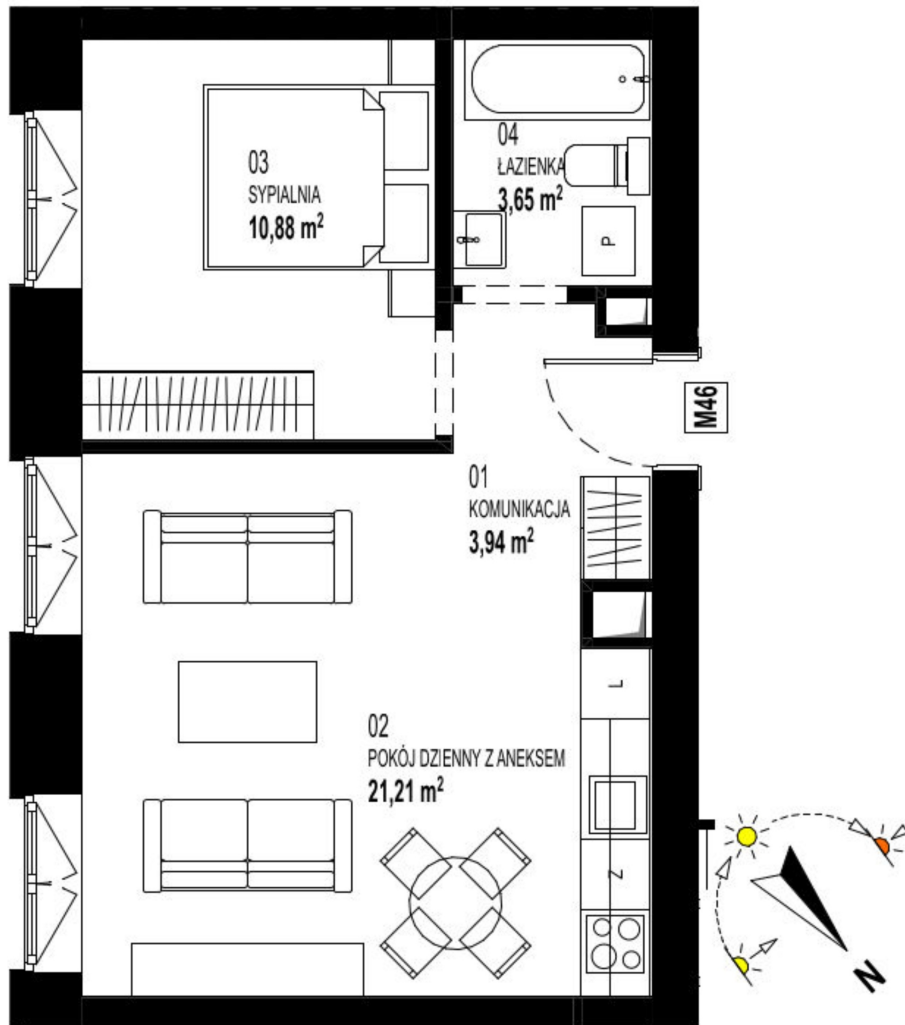 03
SYPIALNIA
10,88 m²
04
ŁAZIENKA
3,65 m²
P
M46
01
KOMUNIKACJA
3,94 m²
L
02
POKÓJ DZIENNY Z ANEKSEM
21,21 m²
Z
N